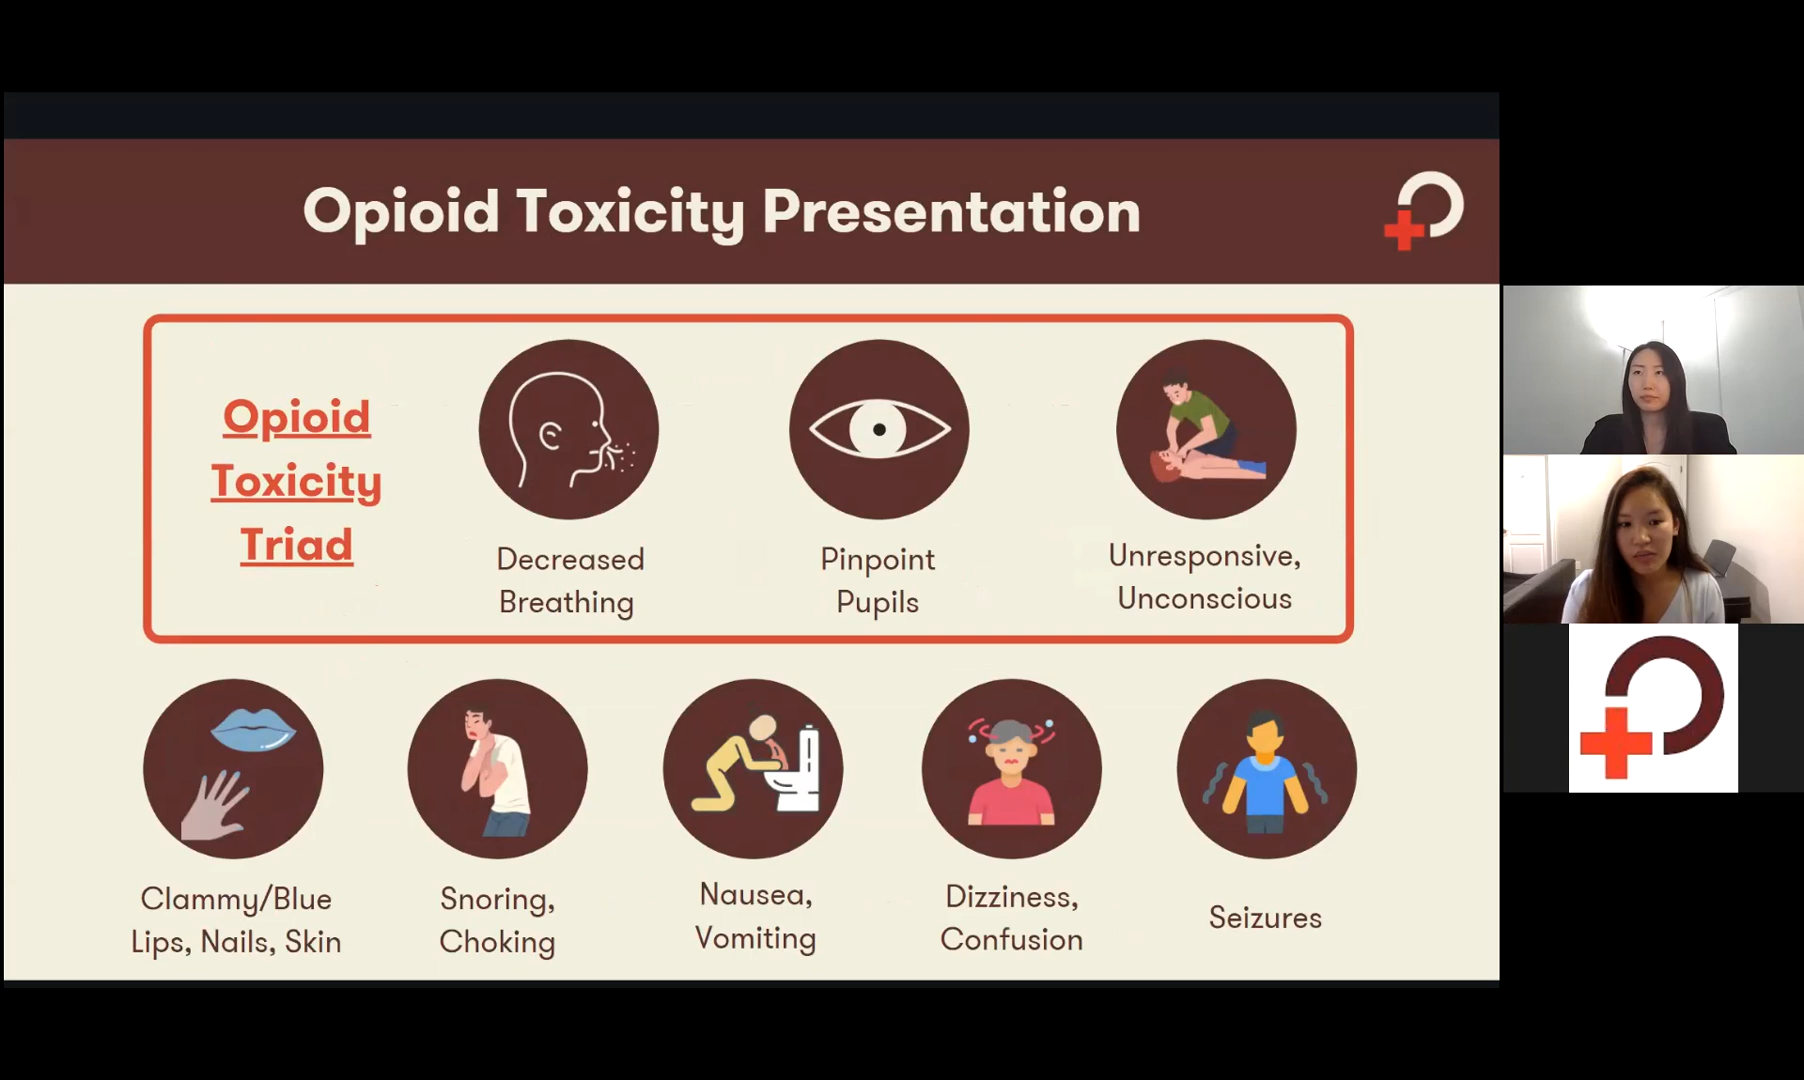 Opioid Toxicity Presentation
Opioid
Toxicity
Triad
Decreased
Breathing
Pinpoint
Pupils
Unresponsive,
Unconscious
Clammy/Blue
Lips, Nails, Skin
Snoring,
Choking
Nausea,
Vomiting
Dizziness,
Confusion
Seizures